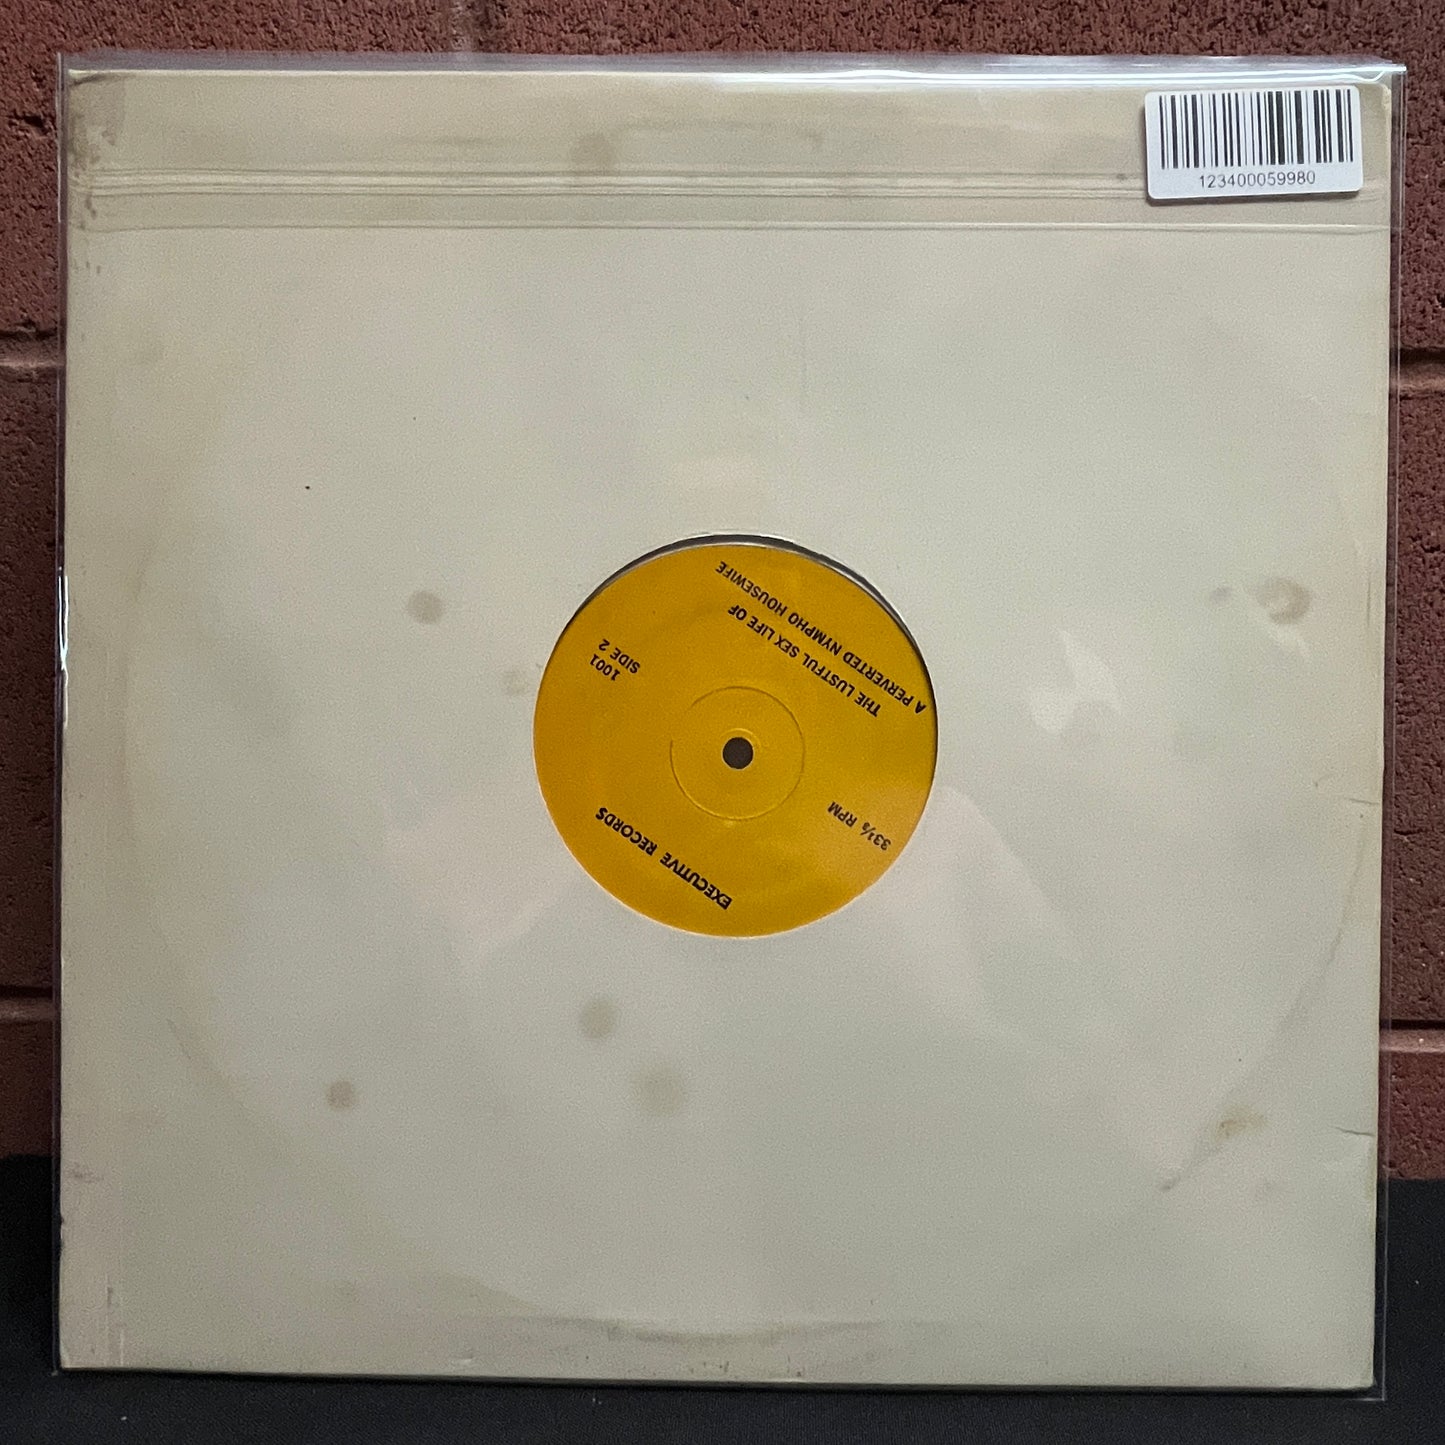 123400059980
EXECUTIVE RECORDS
33⅓ RPM
1001
SIDE 2
THE LUSTFUL SEX LIFE OF
A PERVERTED NYMPHO HOUSEWIFE